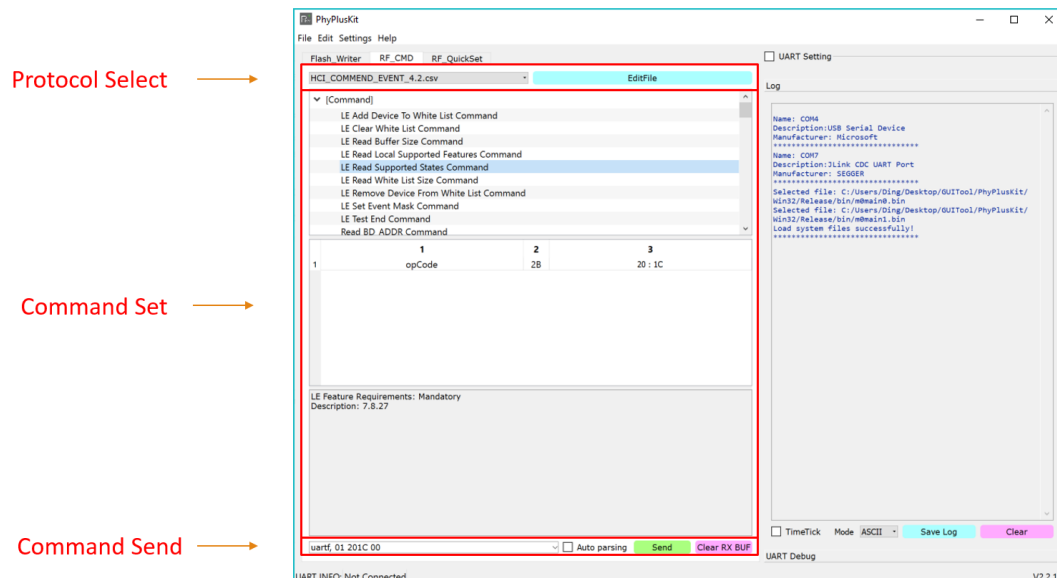 PhyPlusKit
File Edit Settings Help
Flash_Writer RF_CMD RF_QuickSet
UART Setting
Protocol Select
HCI_COMMEND_EVENT_4.2.csv
EditFile
Log
[Command]
LE Add Device To White List Command
LE Clear White List Command
LE Read Buffer Size Command
LE Read Local Supported Features Command
LE Read Supported States Command
LE Read White List Size Command
LE Remove Device From White List Command
LE Set Event Mask Command
LE Test End Command
Read BD_ADDR Command
Name: COM4
Description:USB Serial Device
Manufacturer: Microsoft
********************************
Name: COM7
Description:JLink CDC UART Port
Manufacturer: SEGGER
********************************
Selected file: C:/Users/Ding/Desktop/GUITool/PhyPlusKit/
Win32/Release/bin/m0main0.bin
Selected file: C:/Users/Ding/Desktop/GUITool/PhyPlusKit/
Win32/Release/bin/m0main1.bin
Load system files successfully!
********************************
1 2 3
1 opCode 2B 20 : 1C
Command Set
LE Feature Requirements: Mandatory
Description: 7.8.27
TimeTick Mode ASCII Save Log Clear
Command Send
uartf, 01 201C 00
Auto parsing Send Clear RX BUF
UART Debug
UART INFO: Not Connected
V2.2.1